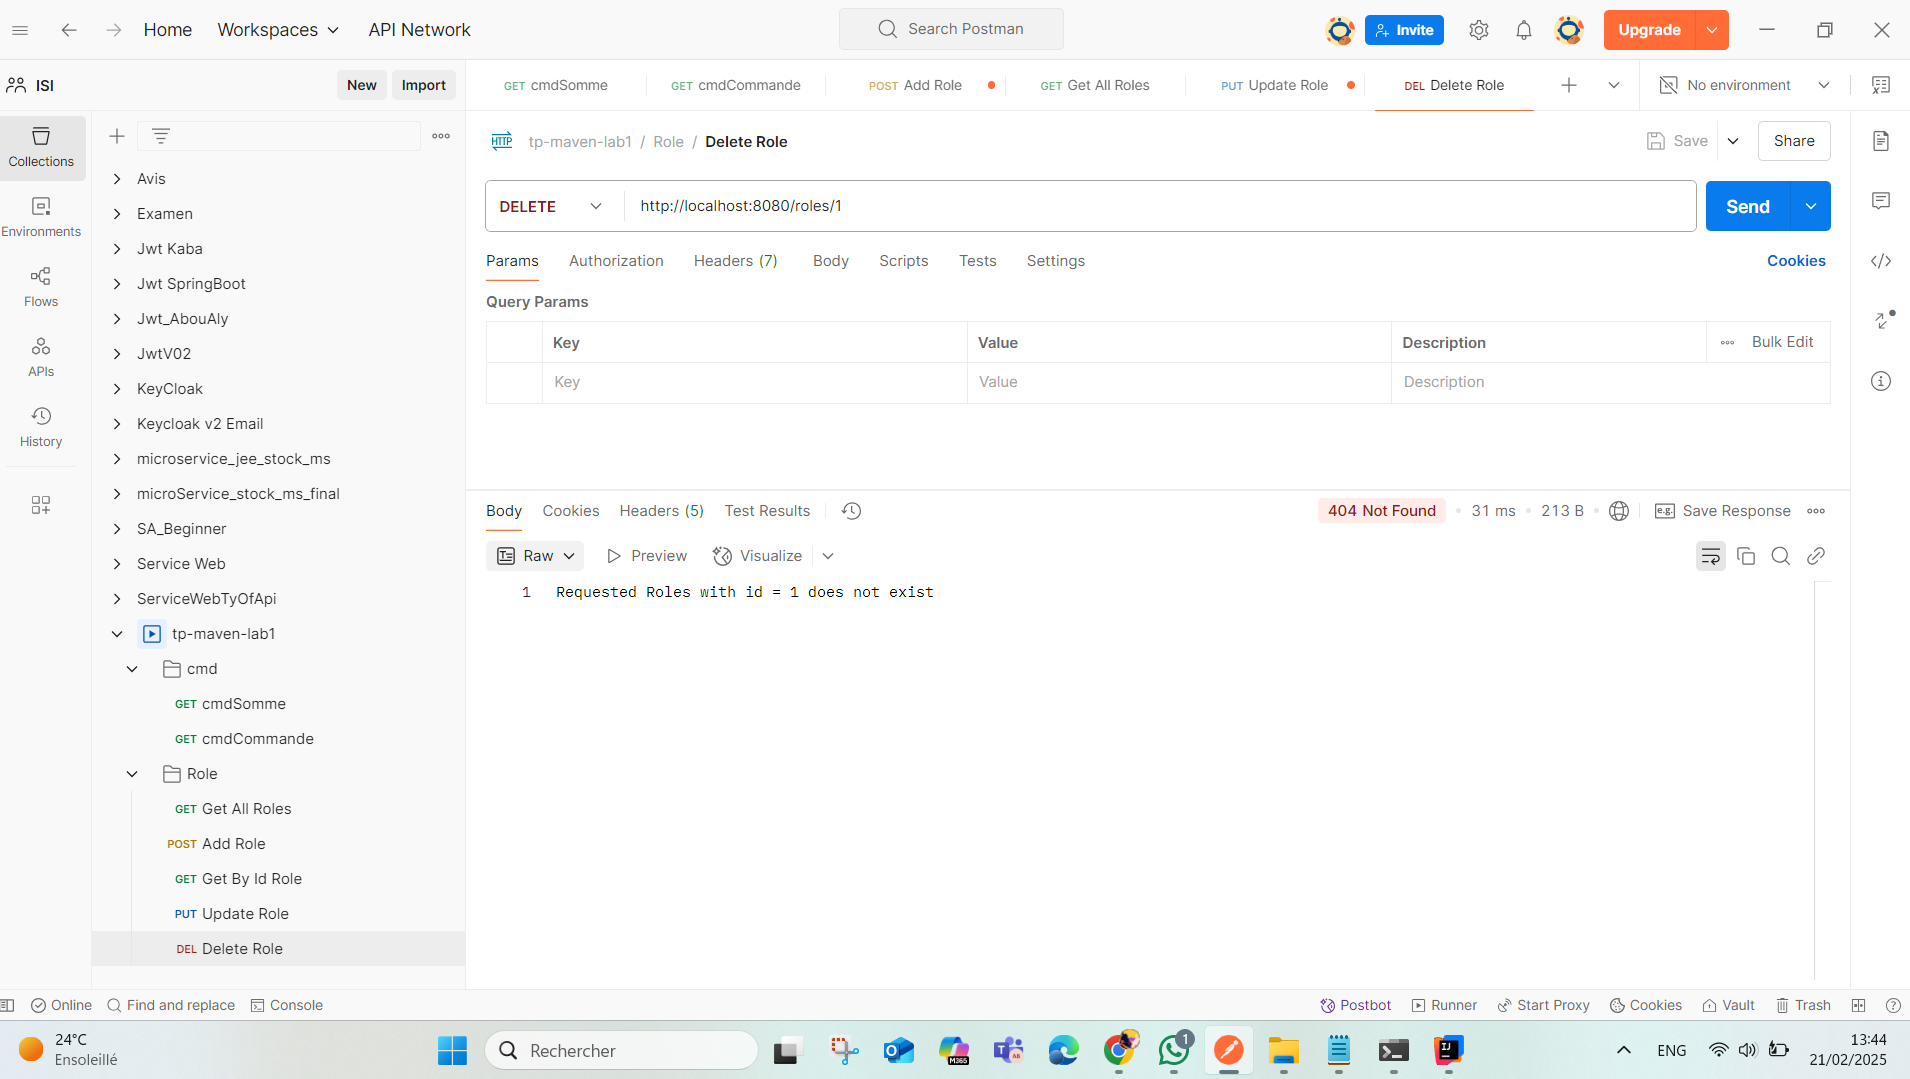 Home
Workspaces
API Network
Search Postman
Invite
Upgrade
ISI
New
Import
GET cmdSomme
GET cmdCommande
POST Add Role
GET Get All Roles
PUT Update Role
DEL Delete Role
No environment
Collections
Environments
Flows
APIs
History
Avis
Examen
Jwt Kaba
Jwt SpringBoot
Jwt_AbouAly
JwtV02
KeyCloak
Keycloak v2 Email
microservice_jee_stock_ms
microService_stock_ms_final
SA_Beginner
Service Web
ServiceWebTyOfApi
tp-maven-lab1
cmd
GET cmdSomme
GET cmdCommande
Role
GET Get All Roles
POST Add Role
GET Get By Id Role
PUT Update Role
DEL Delete Role
HTTP tp-maven-lab1 / Role / Delete Role
Save
Share
DELETE
http://localhost:8080/roles/1
Send
Params
Authorization
Headers (7)
Body
Scripts
Tests
Settings
Cookies
Query Params
Key
Value
Description
Bulk Edit
Key
Value
Description
Body
Cookies
Headers (5)
Test Results
404 Not Found
31 ms
213 B
e.g. Save Response
Raw
Preview
Visualize
1 Requested Roles with id = 1 does not exist
Online
Find and replace
Console
Postbot
Runner
Start Proxy
Cookies
Vault
Trash
24°C
Ensoleillé
Rechercher
M365
1
ENG
13:44
21/02/2025